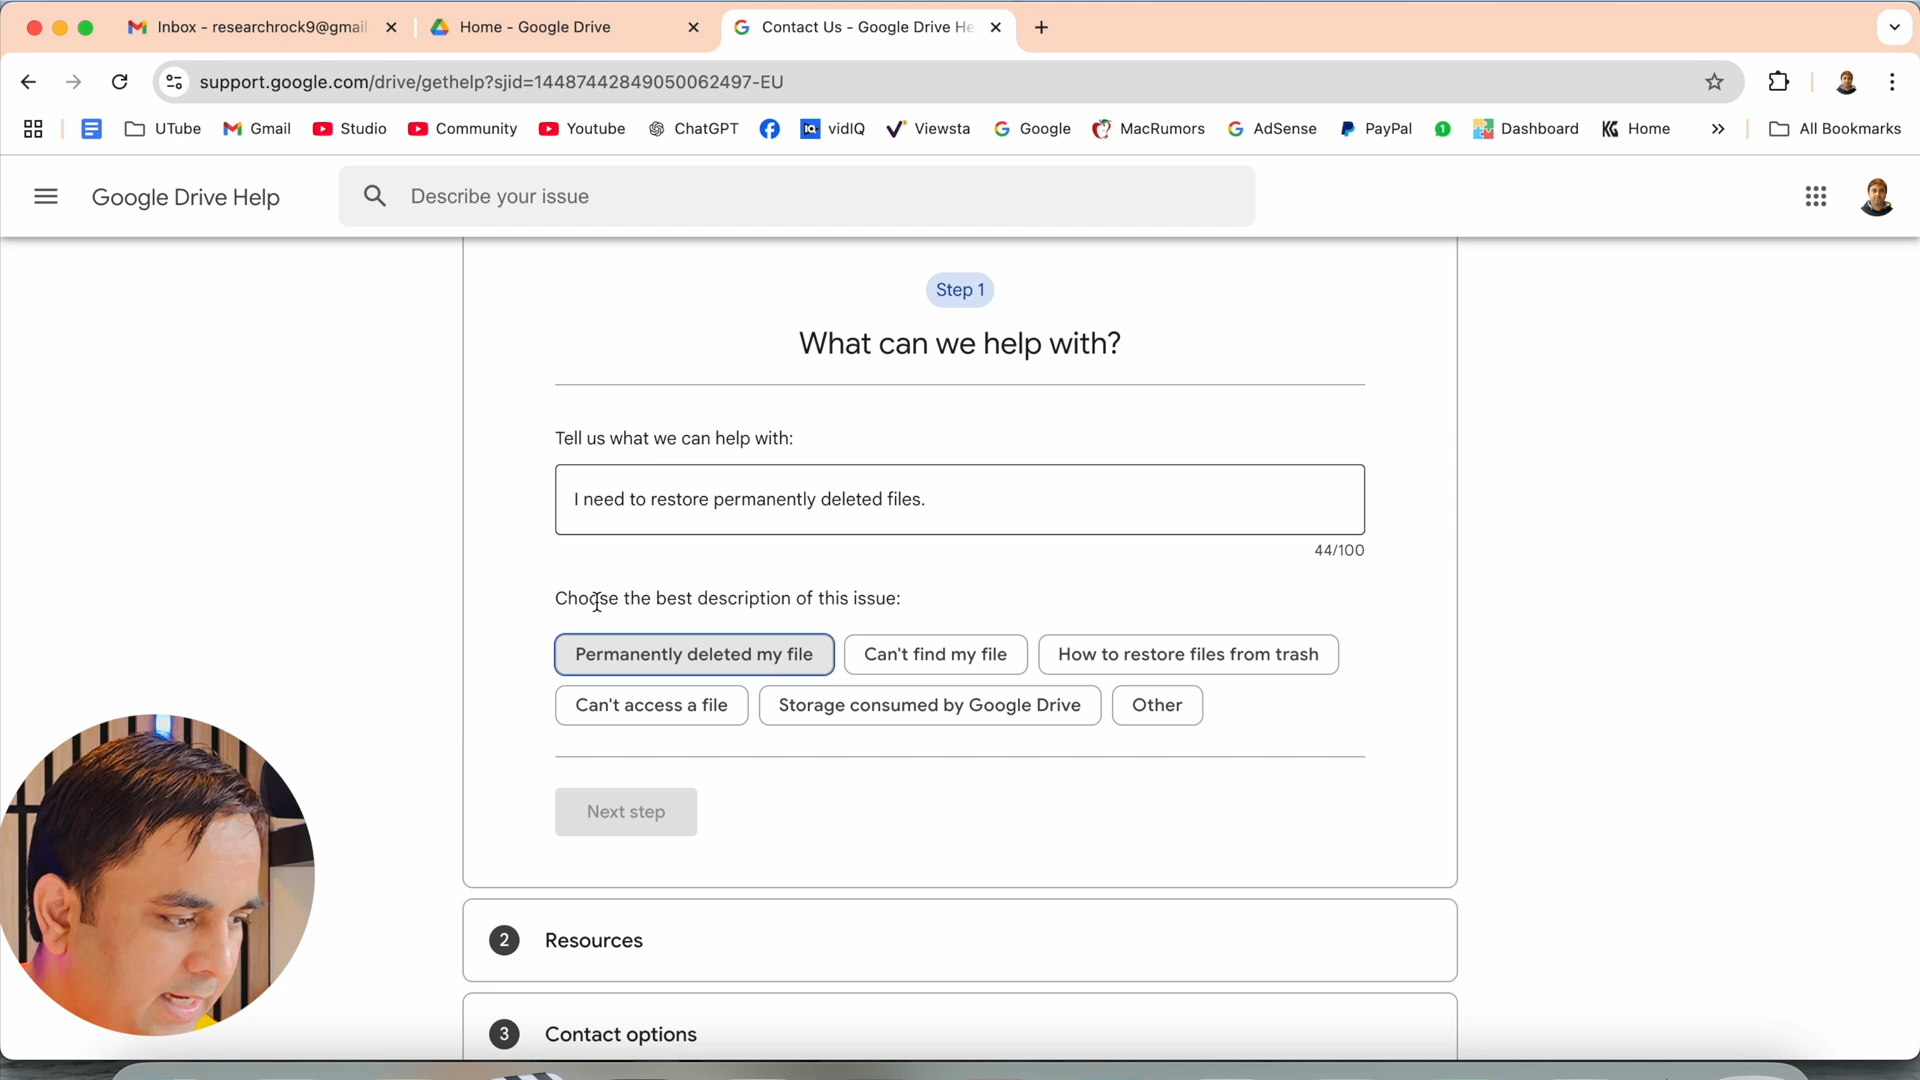 Inbox - researchrock9@gmail.
Home - Google Drive
Contact Us - Google Drive He
support.google.com/drive/gethelp?sjid=14487442849050062497-EU
UTube
Gmail
Studio
Community
Youtube
ChatGPT
vidIQ
Viewsta
Google
MacRumors
AdSense
PayPal
Dashboard
Home
All Bookmarks
Google Drive Help
Describe your issue
Step 1
What can we help with?
Tell us what we can help with:
I need to restore permanently deleted files.
44/100
Choose the best description of this issue:
Permanently deleted my file
Can't find my file
How to restore files from trash
Can't access a file
Storage consumed by Google Drive
Other
Next step
2 Resources
3 Contact options